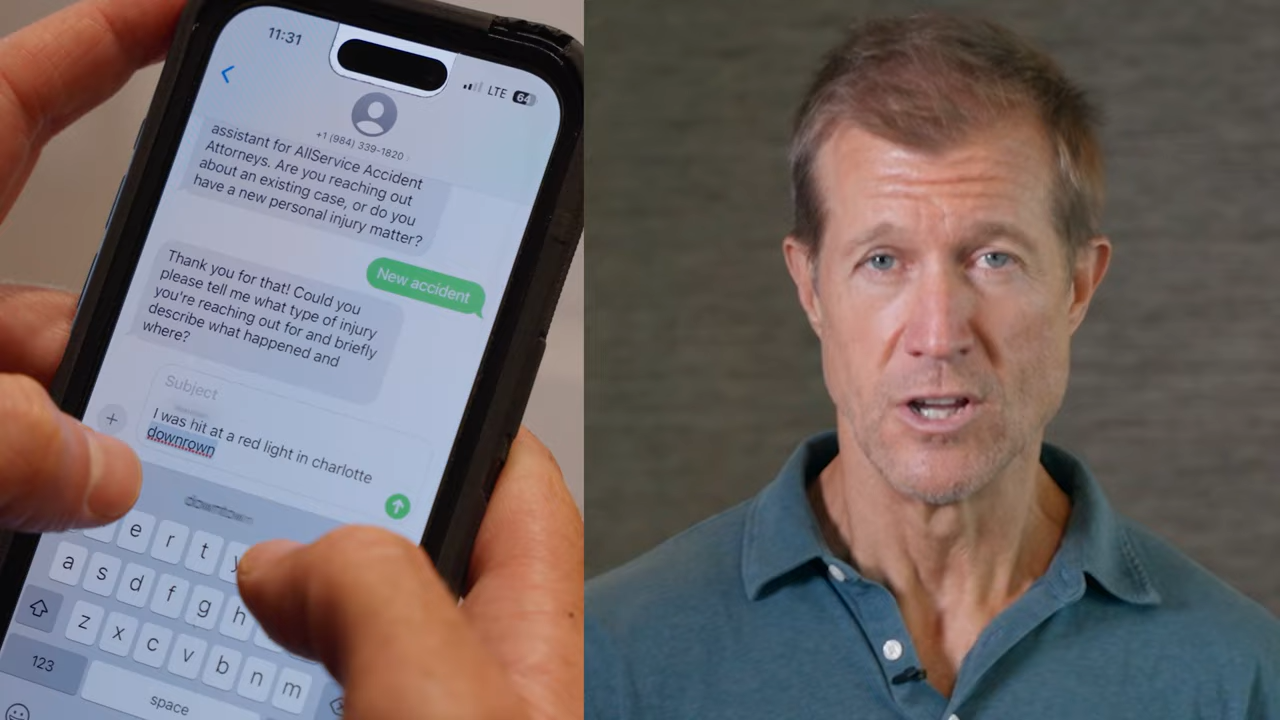 11:31
LTE 64
+1 (984) 339-1820
assistant for AllService Accident
Attorneys. Are you reaching out
about an existing case, or do you
have a new personal injury matter?
New accident
Thank you for that! Could you
please tell me what type of injury
you're reaching out for and briefly
describe what happened and
where?
Subject
I was hit at a red light in charlotte
downrown
downtown
e r t y
a s d f g h
z x c v b n m
123
space